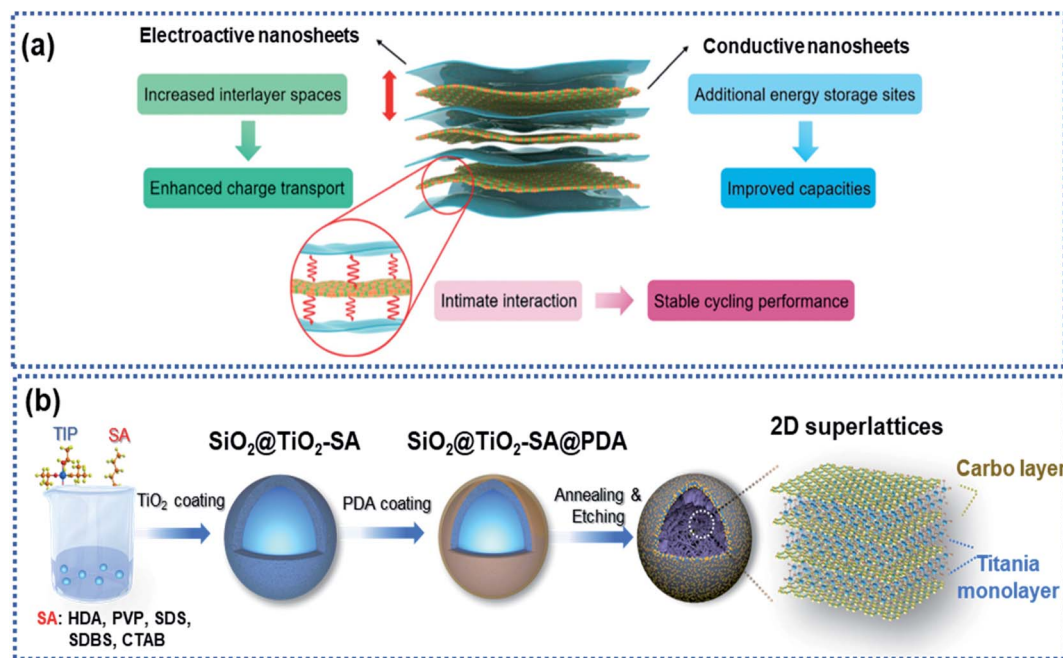 (a)
Electroactive nanosheets
Conductive nanosheets
Increased interlayer spaces
Additional energy storage sites
Enhanced charge transport
Improved capacities
Intimate interaction
Stable cycling performance
(b)
TIP
SA
SiO₂@TiO₂-SA
SiO₂@TiO₂-SA@PDA
2D superlattices
TiO₂ coating
PDA coating
Annealing &
Etching
Carbo layer
Titania
monolayer
SA: HDA, PVP, SDS,
SDBS, CTAB